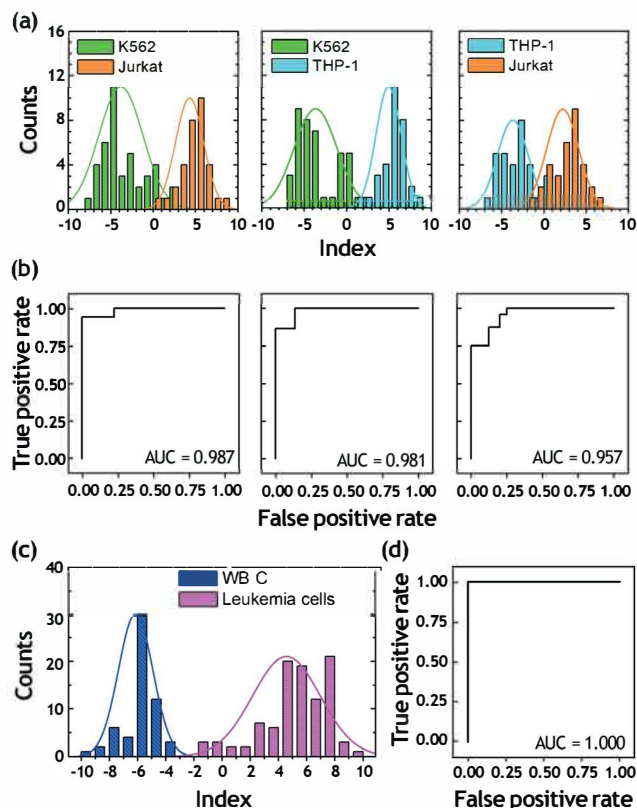 (a)
16
12
8
4
0
Counts
K562
Jurkat
K562
THP-1
THP-1
Jurkat
-10 -5 0 5 10
-10 -5 0 5 10
-10 -5 0 5 10
Index
(b)
True positive rate
1.00
0.75
0.50
0.25
0.00
AUC = 0.987
AUC = 0.981
AUC = 0.957
0.00 0.25 0.50 0.75 1.00
0.00 0.25 0.50 0.75 1.00
0.00 0.25 0.50 0.75 1.00
False positive rate
(c)
40
30
20
10
0
Counts
WB C
Leukemia cells
-10 -8 -6 -4 -2 0 2 4 6 8 10
Index
(d)
True positive rate
1.00
0.75
0.50
0.25
0.00
AUC = 1.000
0.00 0.25 0.50 0.75 1.00
False positive rate